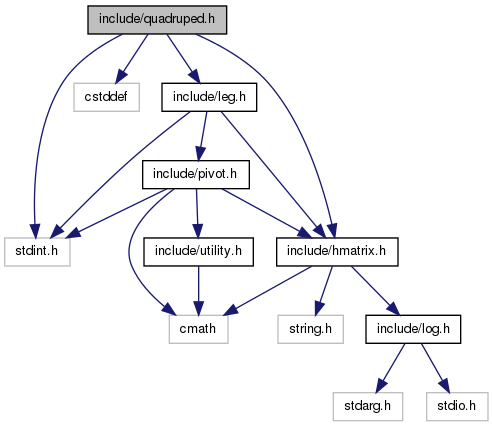 include/quadruped.h
cstddef
include/leg.h
include/pivot.h
stdint.h
include/utility.h
include/hmatrix.h
cmath
string.h
include/log.h
stdarg.h
stdio.h